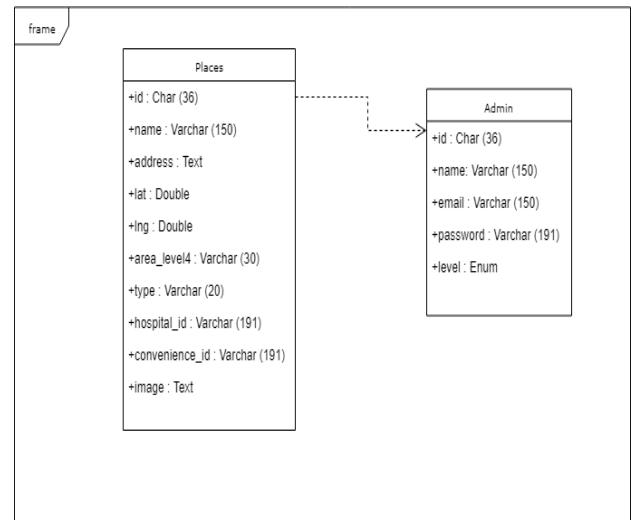 frame
Places
+id : Char (36)
+name : Varchar (150)
+address : Text
+lat : Double
+lng : Double
+area_level4 : Varchar (30)
+type : Varchar (20)
+hospital_id : Varchar (191)
+convenience_id : Varchar (191)
+image : Text
Admin
+id : Char (36)
+name: Varchar (150)
+email : Varchar (150)
+password : Varchar (191)
+level : Enum